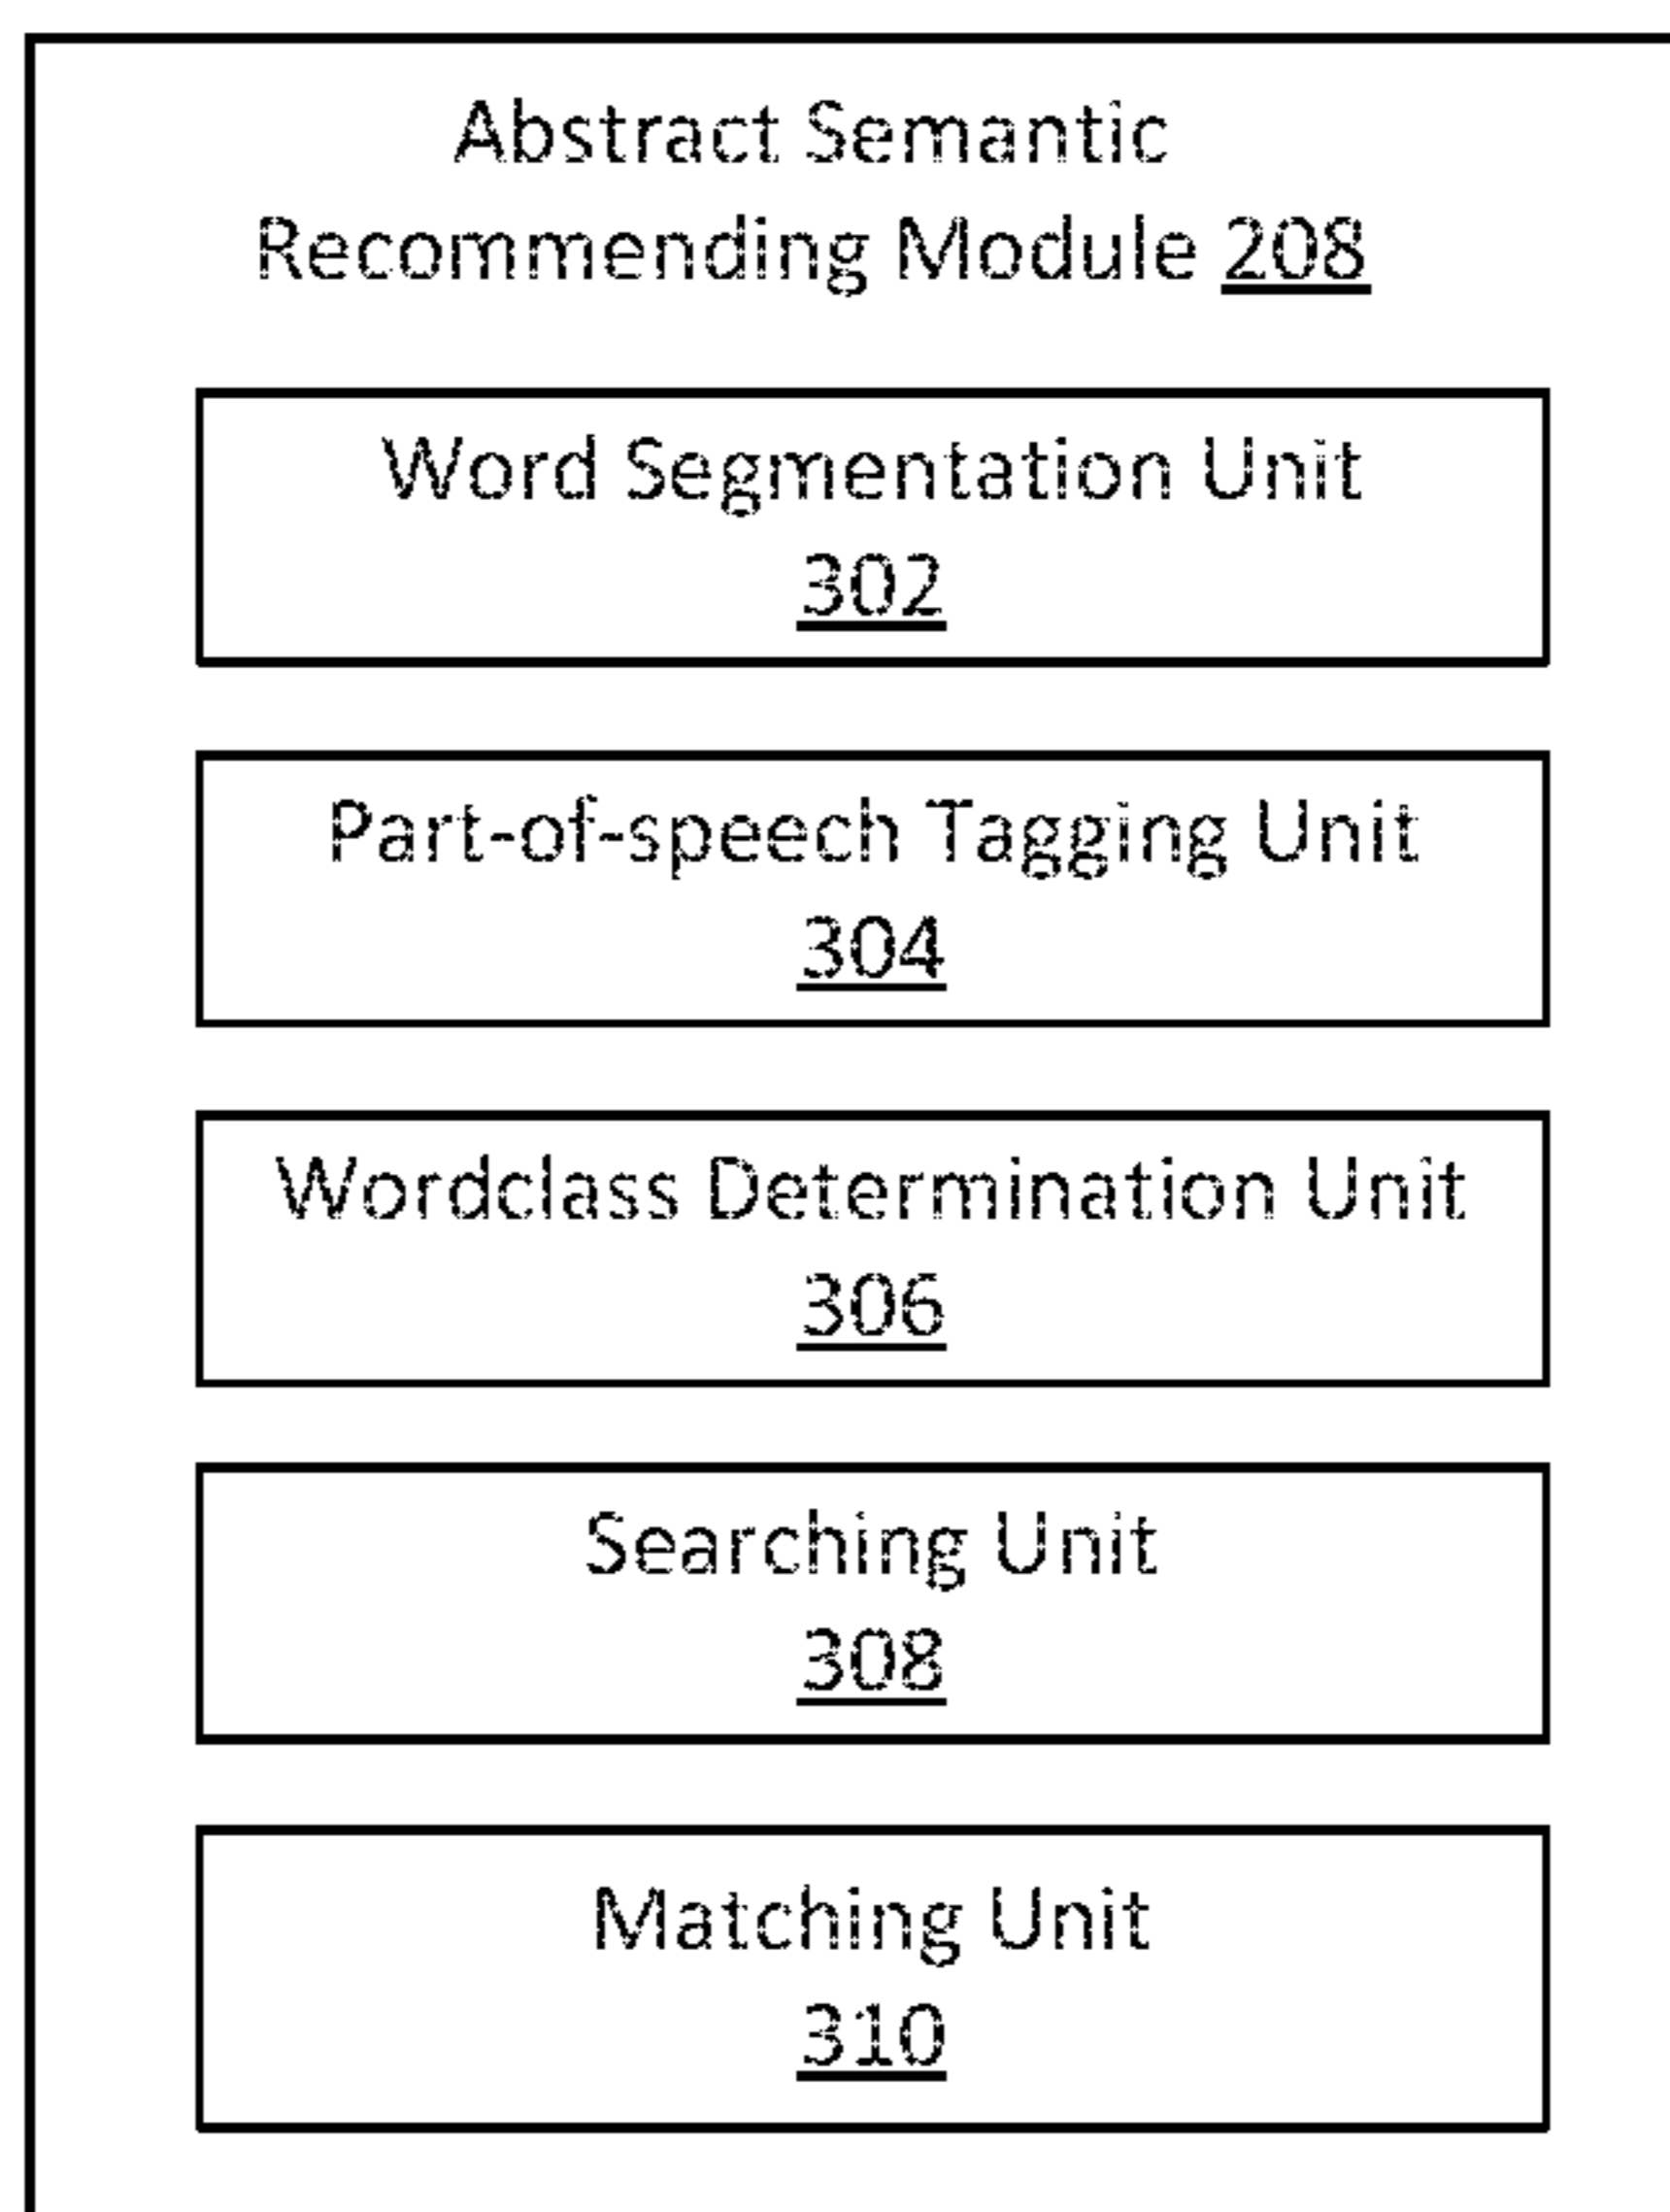 Abstract Semantic
Recommending Module 208
Word Segmentation Unit
302
Part-of-speech Tagging Unit
304
Wordclass Determination Unit
306
Searching Unit
308
Matching Unit
310